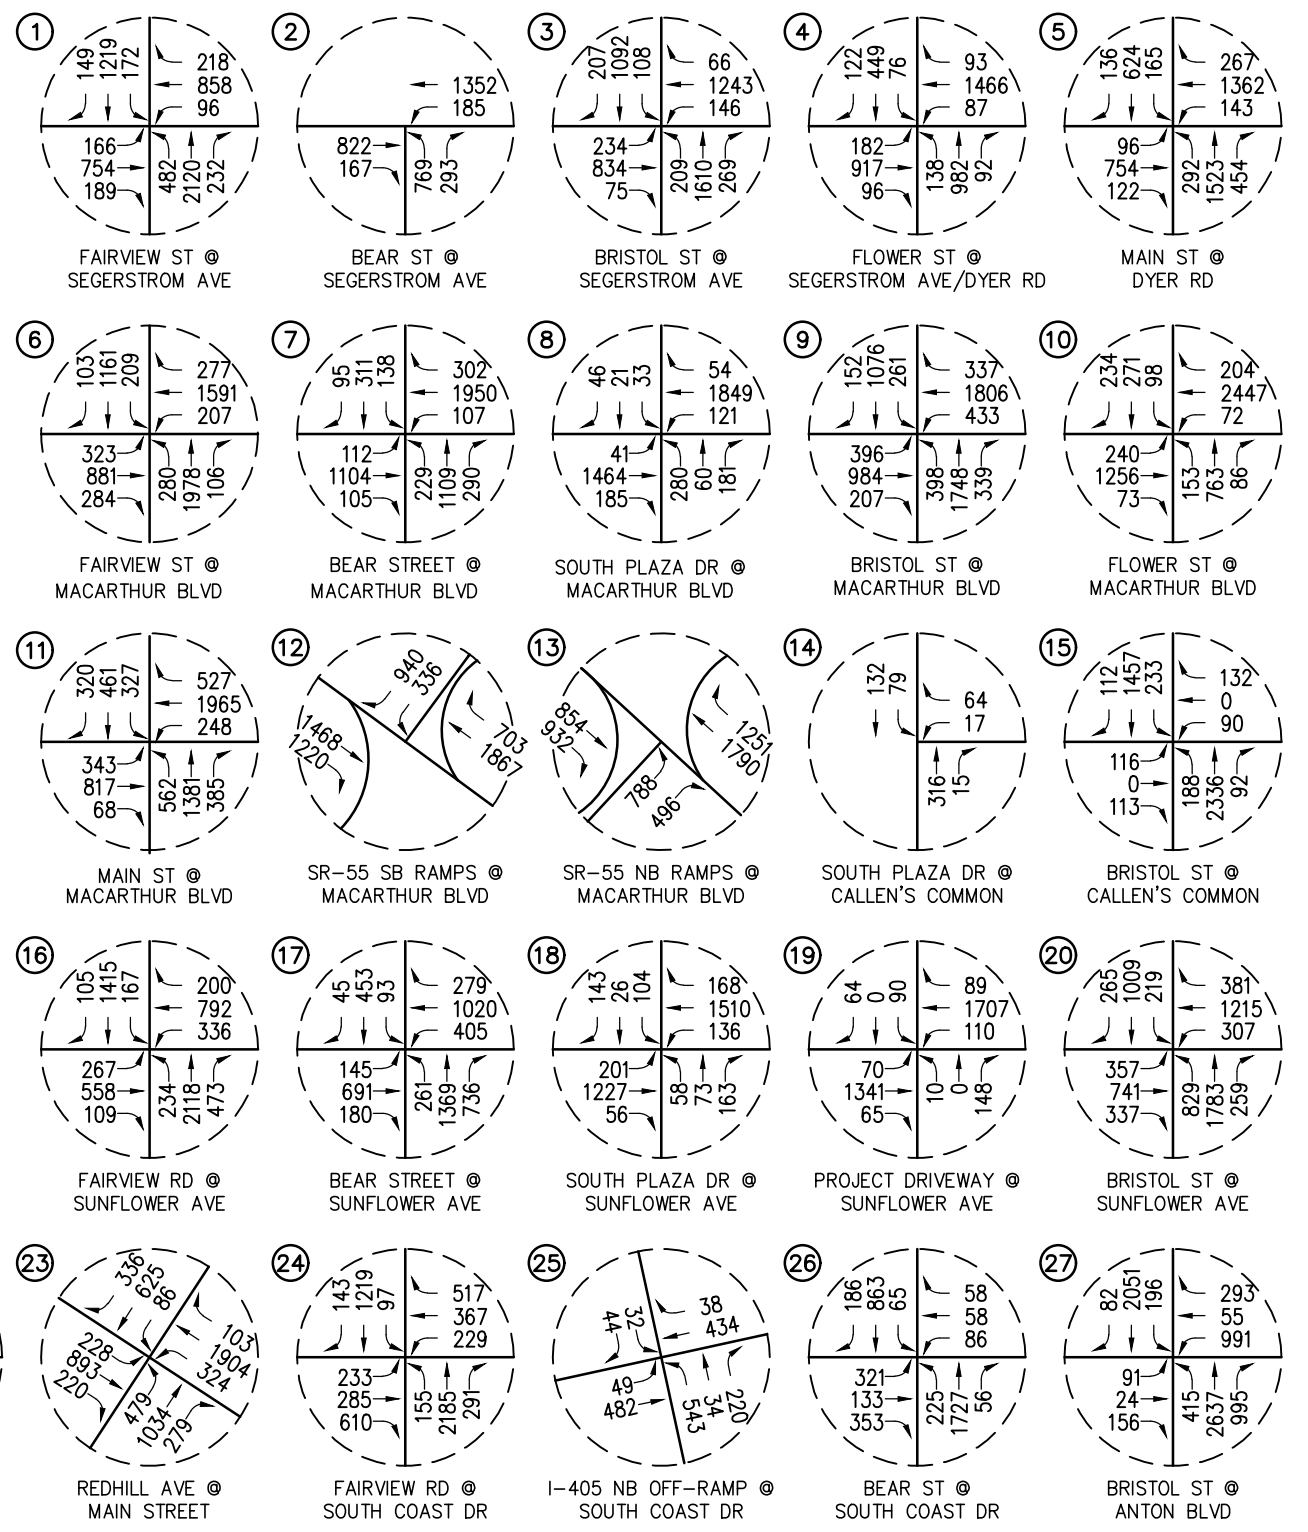 1
149 1219 172
218
858
96
166
754
189
482 2120 232
FAIRVIEW ST @
SEGERSTROM AVE
2
1352
185
822
167
769 293
BEAR ST @
SEGERSTROM AVE
3
207 1092 108
66
1243
146
234
834
75
209 1610 269
BRISTOL ST @
SEGERSTROM AVE
4
122 449 76
93
1466
87
182
917
96
138 982 92
FLOWER ST @
SEGERSTROM AVE/DYER RD
5
136 624 165
267
1362
143
96
754
122
292 1523 454
MAIN ST @
DYER RD
6
103 1161 209
277
1591
207
323
881
284
280 1978 106
FAIRVIEW ST @
MACARTHUR BLVD
7
95 311 138
302
1950
107
112
1104
105
229 1109 290
BEAR STREET @
MACARTHUR BLVD
8
46 21 33
54
1849
121
41
1464
185
280 60 181
SOUTH PLAZA DR @
MACARTHUR BLVD
9
152 1076 261
337
1806
433
396
984
207
398 1748 339
BRISTOL ST @
MACARTHUR BLVD
10
234 271 98
204
2447
72
240
1256
73
153 763 86
FLOWER ST @
MACARTHUR BLVD
11
320 461 327
527
1965
248
343
817
68
562 1381 385
MAIN ST @
MACARTHUR BLVD
12
940
336
1468
1220
703
1867
SR-55 SB RAMPS @
MACARTHUR BLVD
13
854
932
1251
1790
788
496
SR-55 NB RAMPS @
MACARTHUR BLVD
14
132 79
64
17
316 15
SOUTH PLAZA DR @
CALLEN'S COMMON
15
112 1457 233
132
0
90
116
0
113
188 2336 92
BRISTOL ST @
CALLEN'S COMMON
16
105 1415 167
200
792
336
267
558
109
234 2118 473
FAIRVIEW RD @
SUNFLOWER AVE
17
45 453 93
279
1020
405
145
691
180
261 1369 736
BEAR STREET @
SUNFLOWER AVE
18
143 26 104
168
1510
136
201
1227
56
58 73 163
SOUTH PLAZA DR @
SUNFLOWER AVE
19
64 0 90
89
1707
110
70
1341
65
10 0 148
PROJECT DRIVEWAY @
SUNFLOWER AVE
20
265 1009 219
381
1215
307
357
741
337
829 1783 259
BRISTOL ST @
SUNFLOWER AVE
23
336 625 86
103
1904
324
228
893
220
479 1034 279
REDHILL AVE @
MAIN STREET
24
143 1219 97
517
367
229
233
285
610
155 2185 291
FAIRVIEW RD @
SOUTH COAST DR
25
44 32
38
434
49
482
543 34 220
I-405 NB OFF-RAMP @
SOUTH COAST DR
26
186 863 65
58
58
86
321
133
353
225 1727 56
BEAR ST @
SOUTH COAST DR
27
82 2051 196
293
55
991
91
24
156
415 2637 995
BRISTOL ST @
ANTON BLVD